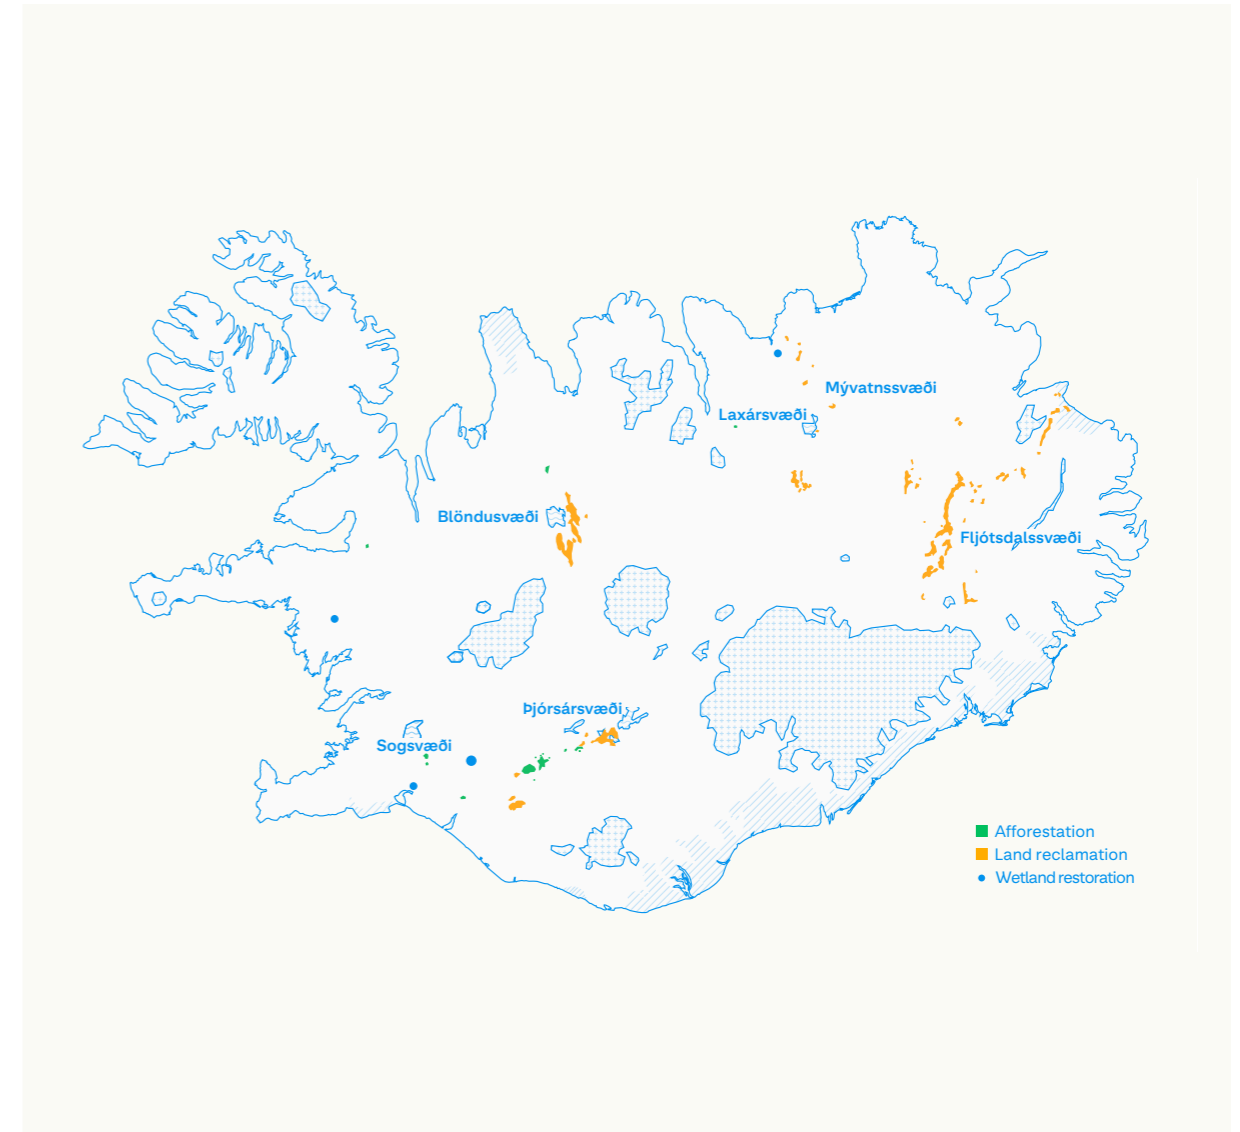 Mývatnssvæði
Laxársvæði
Blöndusvæði
Fljótsdalssvæði
Þjórsársvæði
Sogsvæði
Afforestation
Land reclamation
Wetland restoration